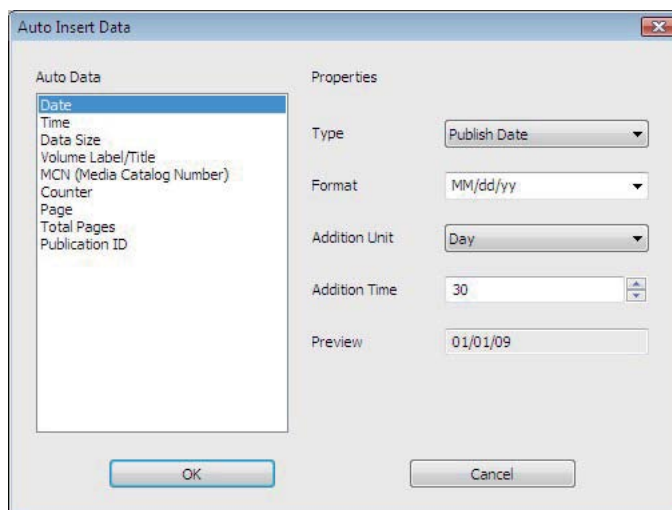 Auto Insert Data
Auto Data
Date
Time
Data Size
Volume Label/Title
MCN (Media Catalog Number)
Counter
Page
Total Pages
Publication ID
Properties
Type Publish Date
Format MM/dd/yy
Addition Unit Day
Addition Time 30
Preview 01/01/09
OK Cancel